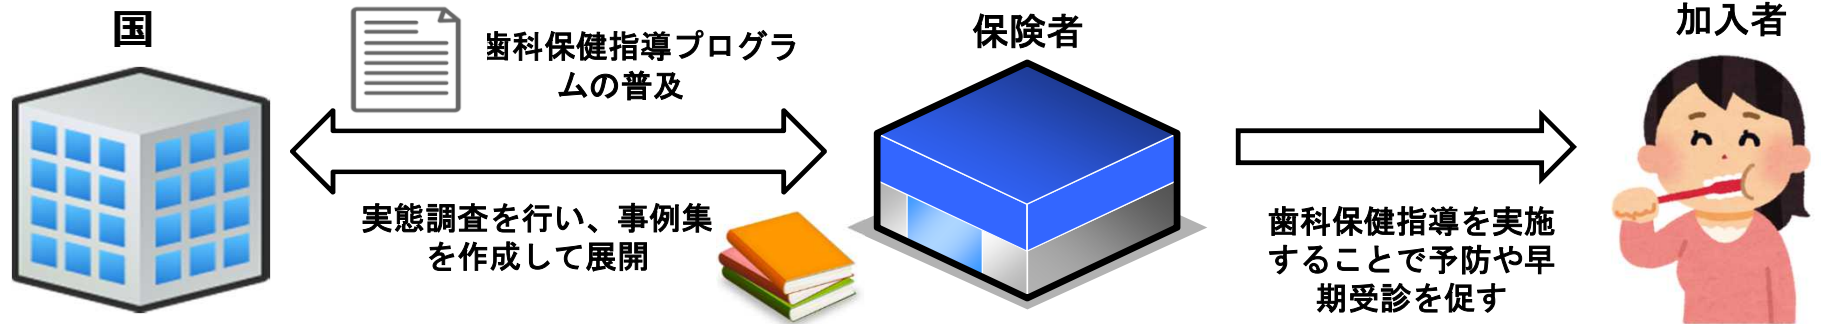 国
歯科保健指導プログラ
ムの普及
実態調査を行い、事例集
を作成して展開
保険者
歯科保健指導を実施
することで予防や早
期受診を促す
加入者